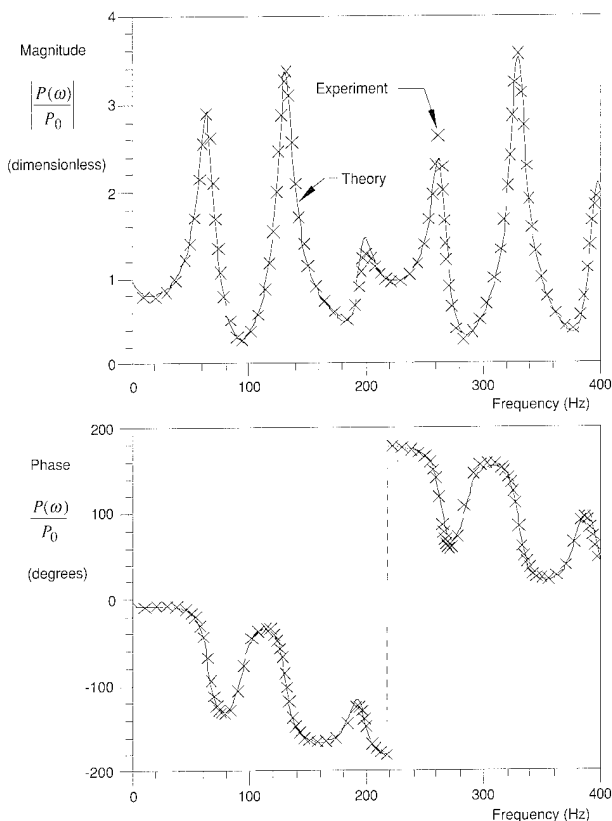 4
Magnitude
|P(ω)/P0|
(dimensionless)
3
2
1
0
Experiment
Theory
0 100 200 300 400
Frequency (Hz)
200
Phase
P(ω)/P0
(degrees)
100
0
-100
-200
0 100 200 300 400
Frequency (Hz)